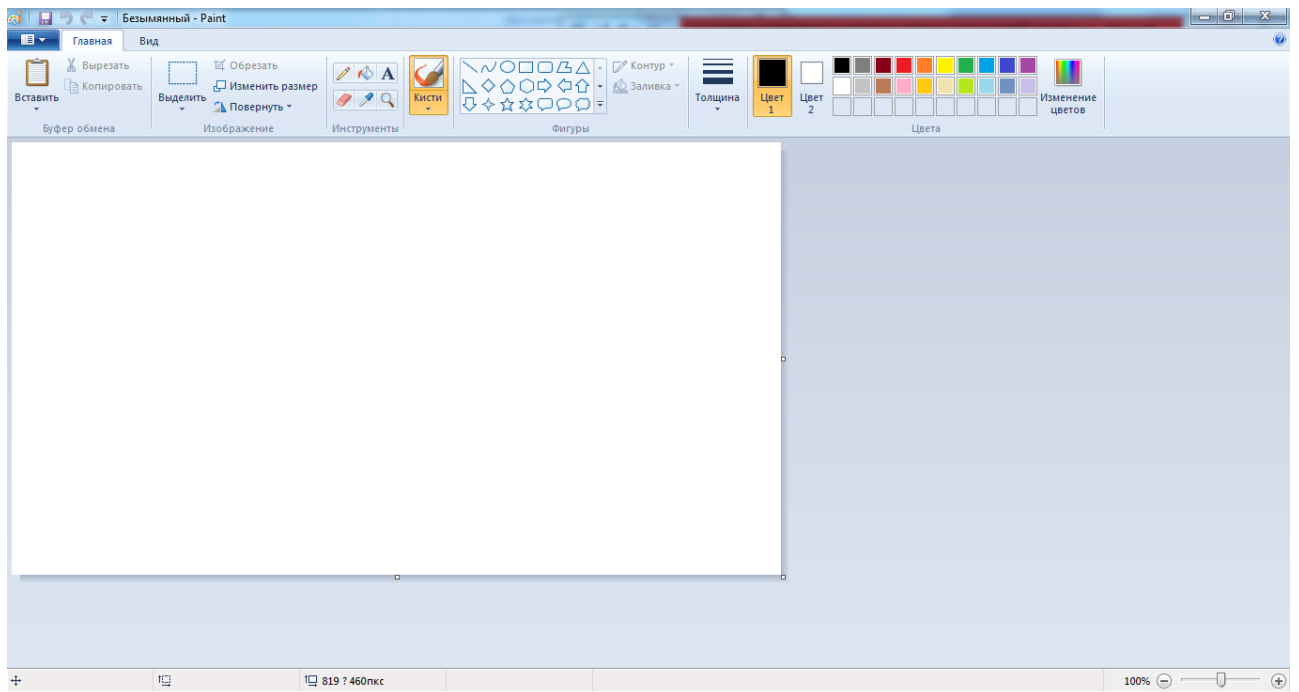 Безымянный - Paint
Главная Вид
Вставить
Вырезать
Копировать
Буфер обмена
Выделить
Обрезать
Изменить размер
Повернуть
Изображение
A
Инструменты
Кисти
Контур
Заливка
Фигуры
Толщина
Цвет
1
Цвет
2
Изменение
цветов
Цвета
819 ? 460пкс
100%